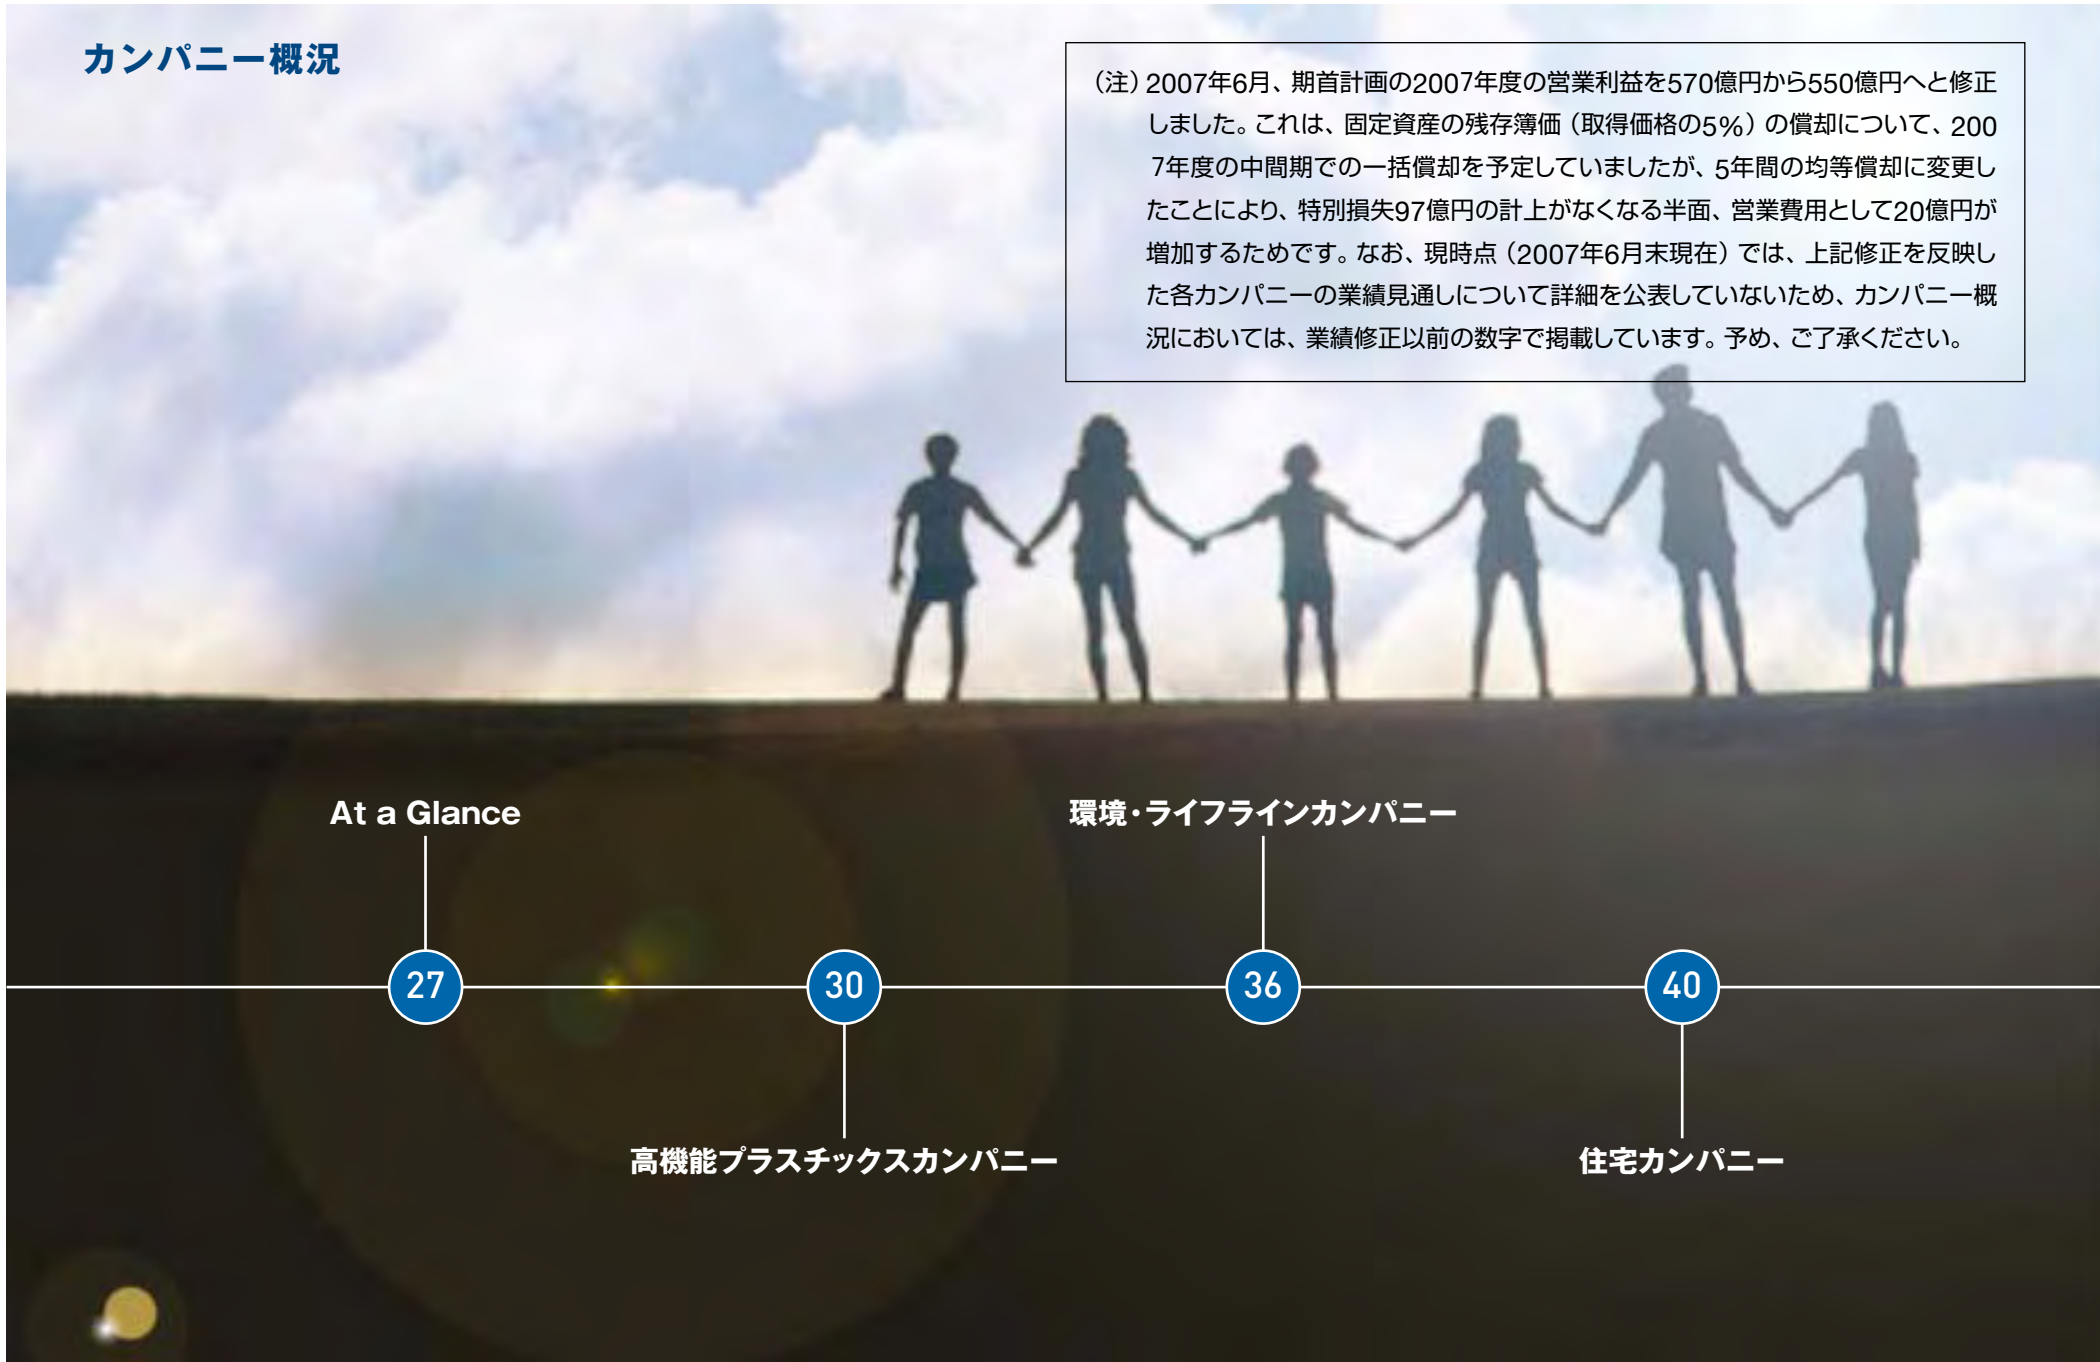 カンパニー概況
（注）2007年6月、期首計画の2007年度の営業利益を570億円から550億円へと修正
しました。これは、固定資産の残存簿価（取得価格の5％）の償却について、200
7年度の中間期での一括償却を予定していましたが、5年間の均等償却に変更し
たことにより、特別損失97億円の計上がなくなる半面、営業費用として20億円が
増加するためです。なお、現時点（2007年6月末現在）では、上記修正を反映し
た各カンパニーの業績見通しについて詳細を公表していないため、カンパニー概
況においては、業績修正以前の数字で掲載しています。予め、ご了承ください。
At a Glance
27
高機能プラスチックスカンパニー
30
環境・ライフラインカンパニー
36
住宅カンパニー
40